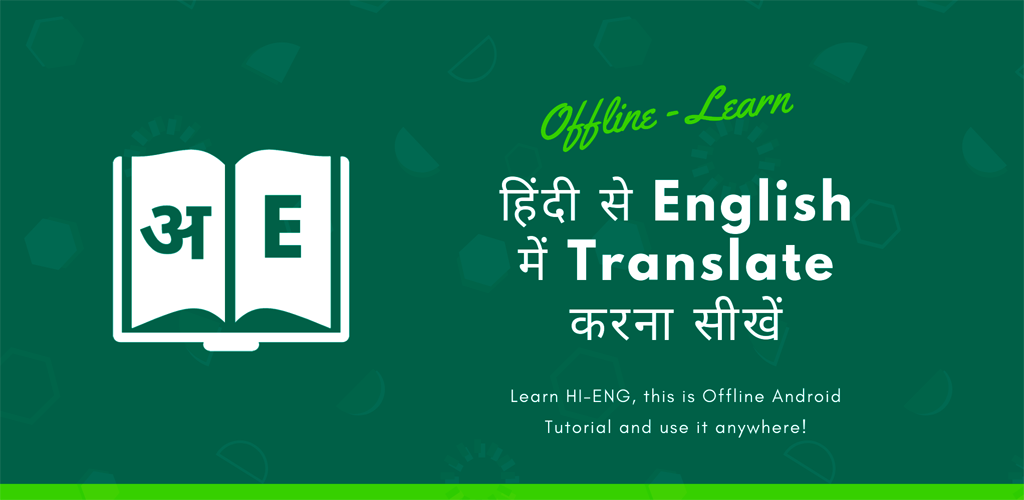 अ E
Offline - Learn
हिंदी से English
में Translate
करना सीखें
Learn HI-ENG, this is Offline Android
Tutorial and use it anywhere!